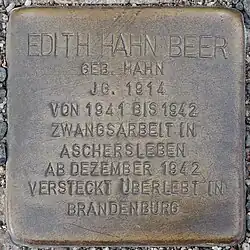 EDITH HAHN BEER
GEB. HAHN
JG. 1914
VON 1941 BIS 1942
ZWANGSARBEIT IN
ASCHERSLEBEN
AB DEZEMBER 1942
VERSTECKT ÜBERLEBT IN
BRANDENBURG